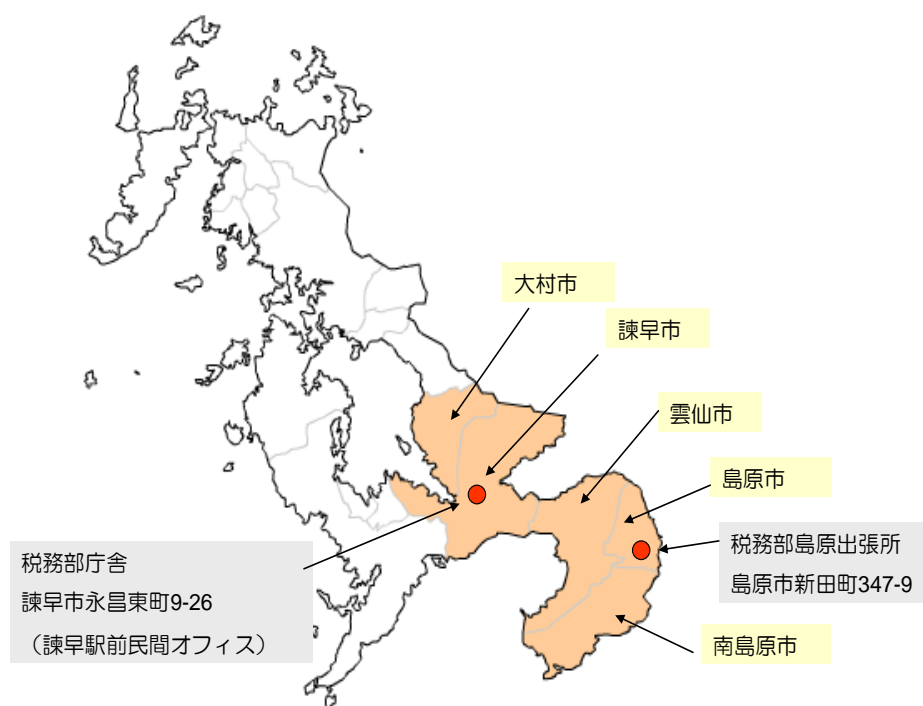 大村市
諫早市
雲仙市
島原市
税務部島原出張所
島原市新田町347-9
税務部庁舎
諫早市永昌東町9-26
（諫早駅前民間オフィス）
南島原市